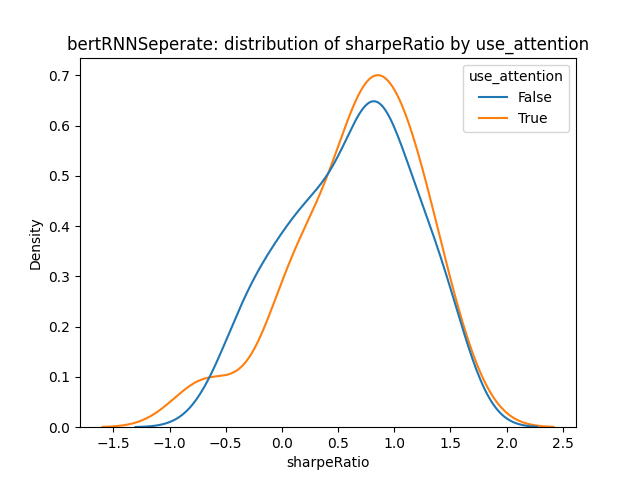 bertRNNSeperate: distribution of sharpeRatio by use_attention
use_attention
False
True
0.7
0.6
0.5
0.4
0.3
0.2
0.1
0.0
Density
−1.5 −1.0 −0.5 0.0 0.5 1.0 1.5 2.0 2.5
sharpeRatio